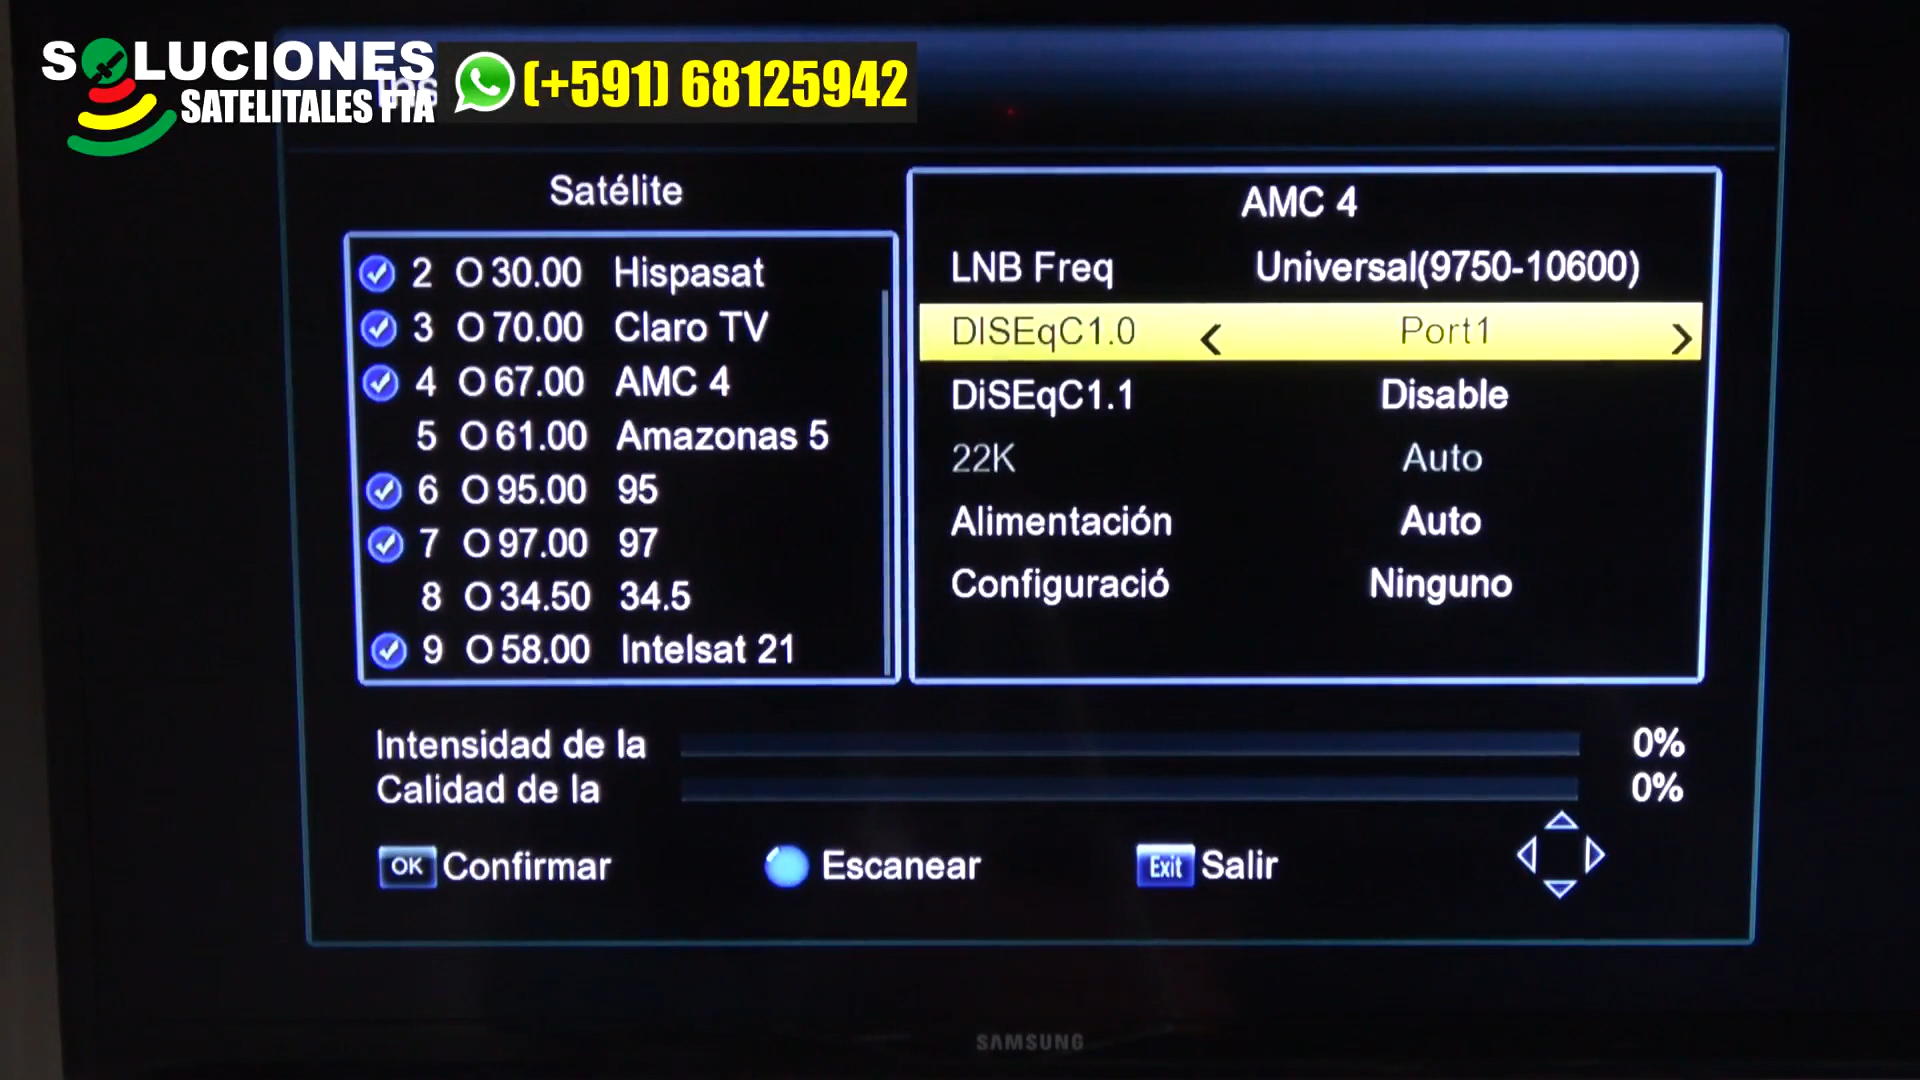 SOLUCIONES
SATELITALES FTA
(+591) 68125942
Satélite
2 O 30.00 Hispasat
3 O 70.00 Claro TV
4 O 67.00 AMC 4
5 O 61.00 Amazonas 5
6 O 95.00 95
7 O 97.00 97
8 O 34.50 34.5
9 O 58.00 Intelsat 21
AMC 4
LNB Freq Universal(9750-10600)
DISEqC1.0 < Port1 >
DiSEqC1.1 Disable
22K Auto
Alimentación Auto
Configuració Ninguno
Intensidad de la 0%
Calidad de la 0%
OK Confirmar Escanear Exit Salir
SAMSUNG